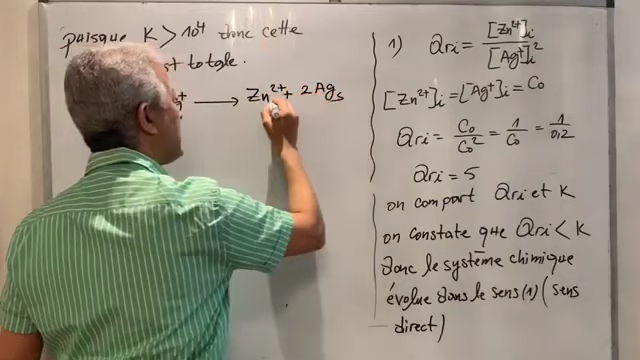 puisque K > 10⁴ donc cette
totale.
⟶ Zn²⁺ + 2 Ag s
1) Qri = [Zn²⁺]i / [Ag⁺]i²
[Zn²⁺]i = [Ag⁺]i = C0
Qri = C0/C0² = 1/C0 = 1/0,2
Qri = 5
on compart Qri et K
on constate que Qri < K
donc le système chimique
évolue dans le sens (1) (sens
direct)